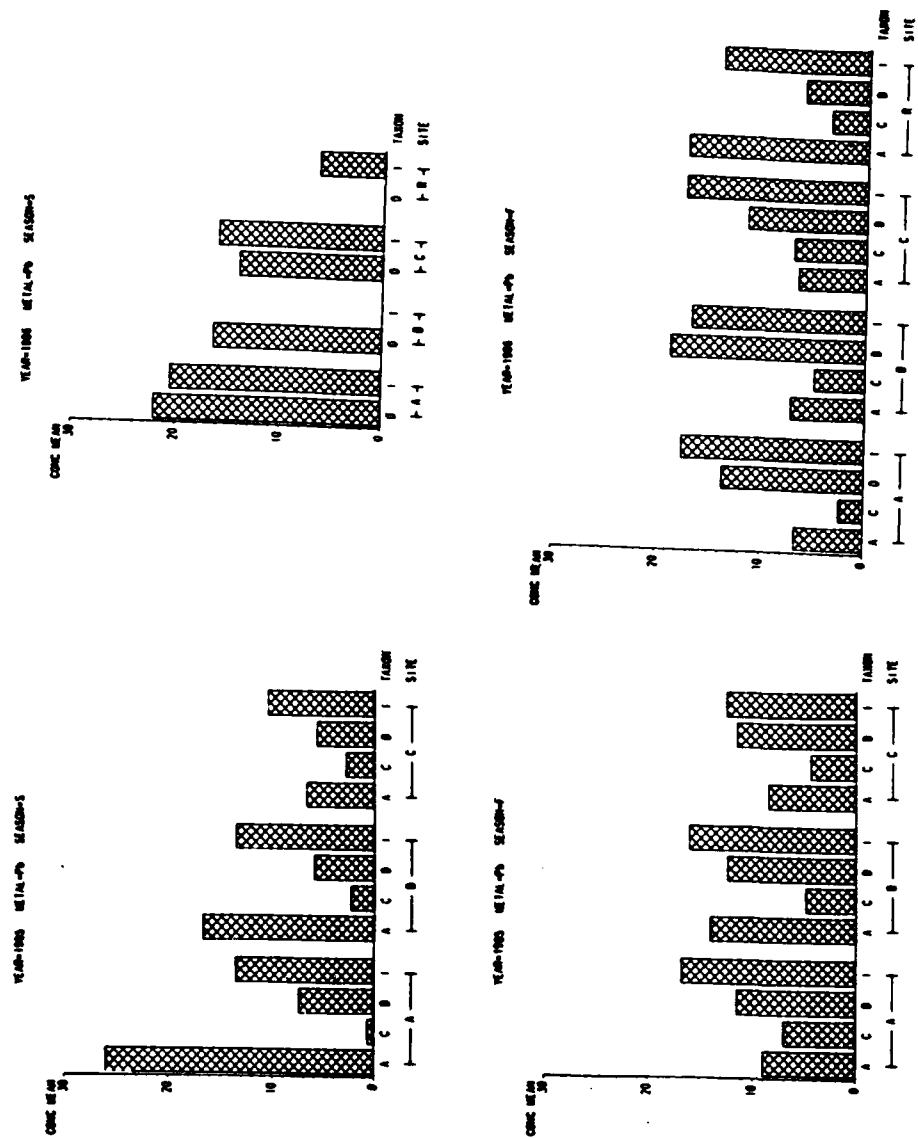 YEAR=1985 METAL=Pb SEASON=S
CONC MEAN
30
20
10
0
A C D I A C D I A C D I TAXON
A B C SITE
YEAR=1986 METAL=Pb SEASON=S
CONC MEAN
30
20
10
0
D I D I D I D I TAXON
A B C R SITE
YEAR=1985 METAL=Pb SEASON=F
CONC MEAN
30
20
10
0
A C D I A C D I A C D I TAXON
A B C SITE
YEAR=1986 METAL=Pb SEASON=F
CONC MEAN
30
20
10
0
A C D I A C D I A C D I A C D I TAXON
A B C R SITE